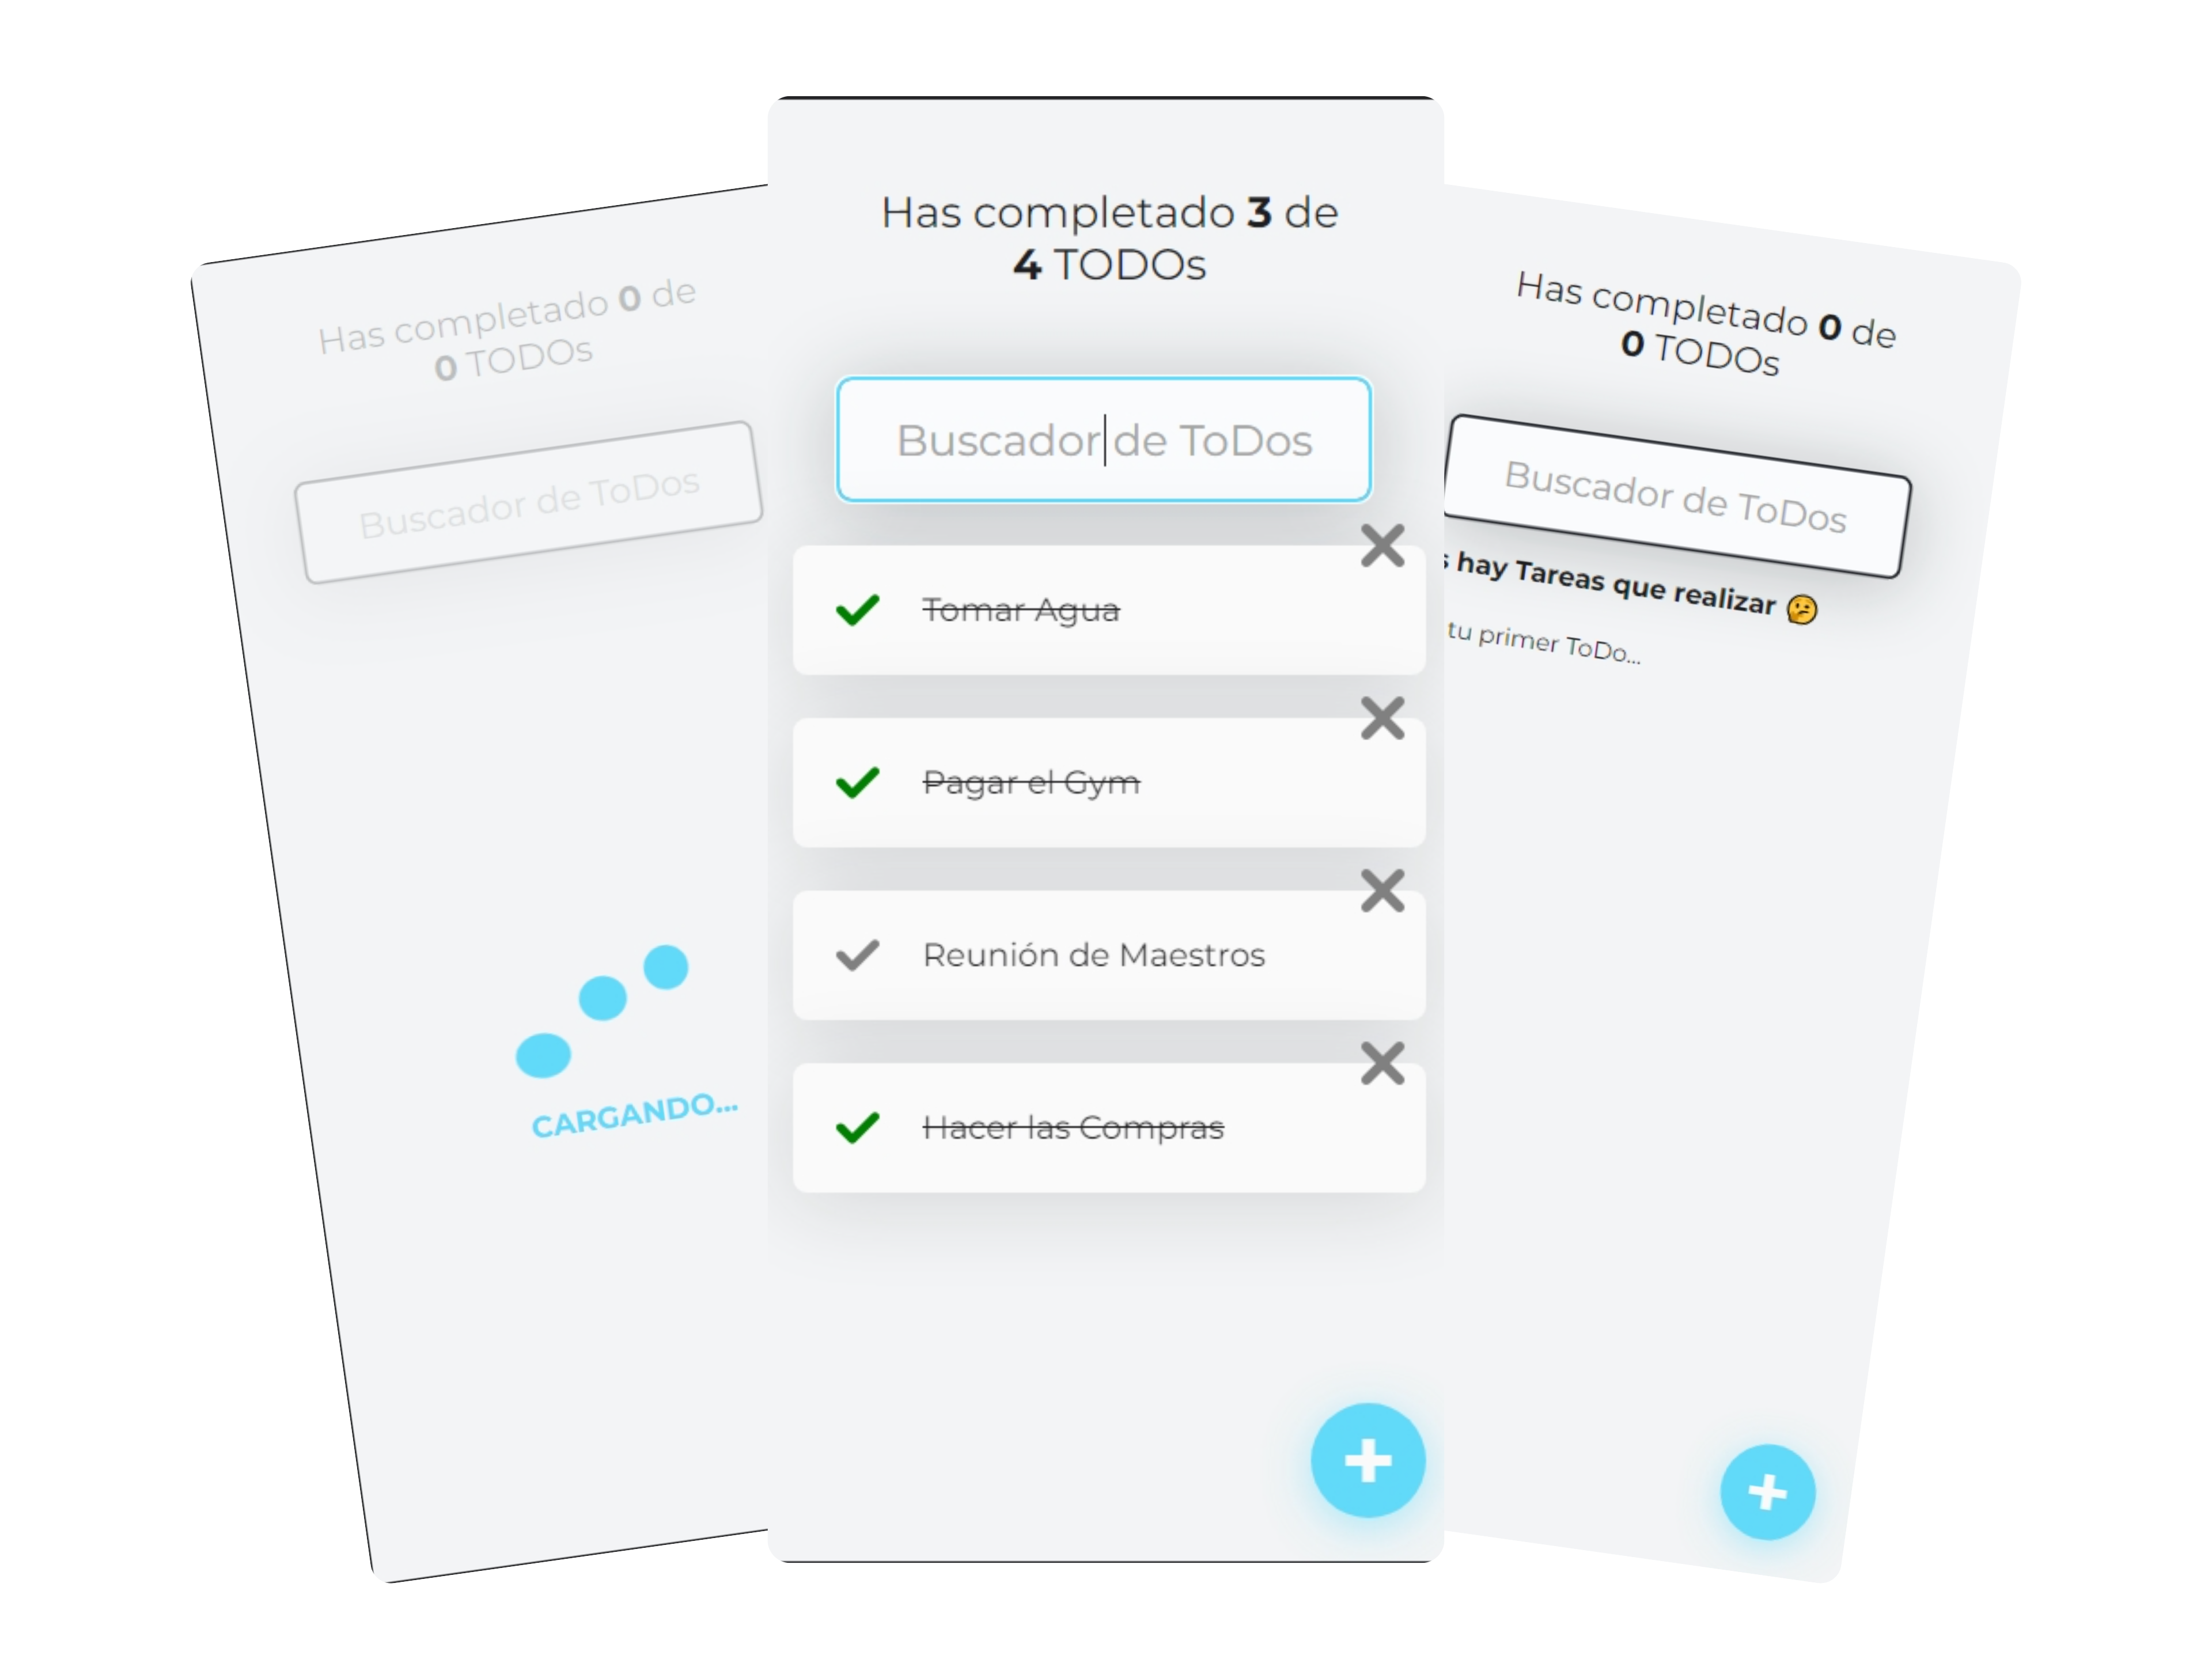 Has completado 0 de
0 TODOs
Buscador de ToDos
CARGANDO...
Has completado 3 de
4 TODOs
Buscador de ToDos
Tomar Agua
Pagar el Gym
Reunión de Maestros
Hacer las Compras
Has completado 0 de
0 TODOs
Buscador de ToDos
hay Tareas que realizar 🤔
tu primer ToDo...